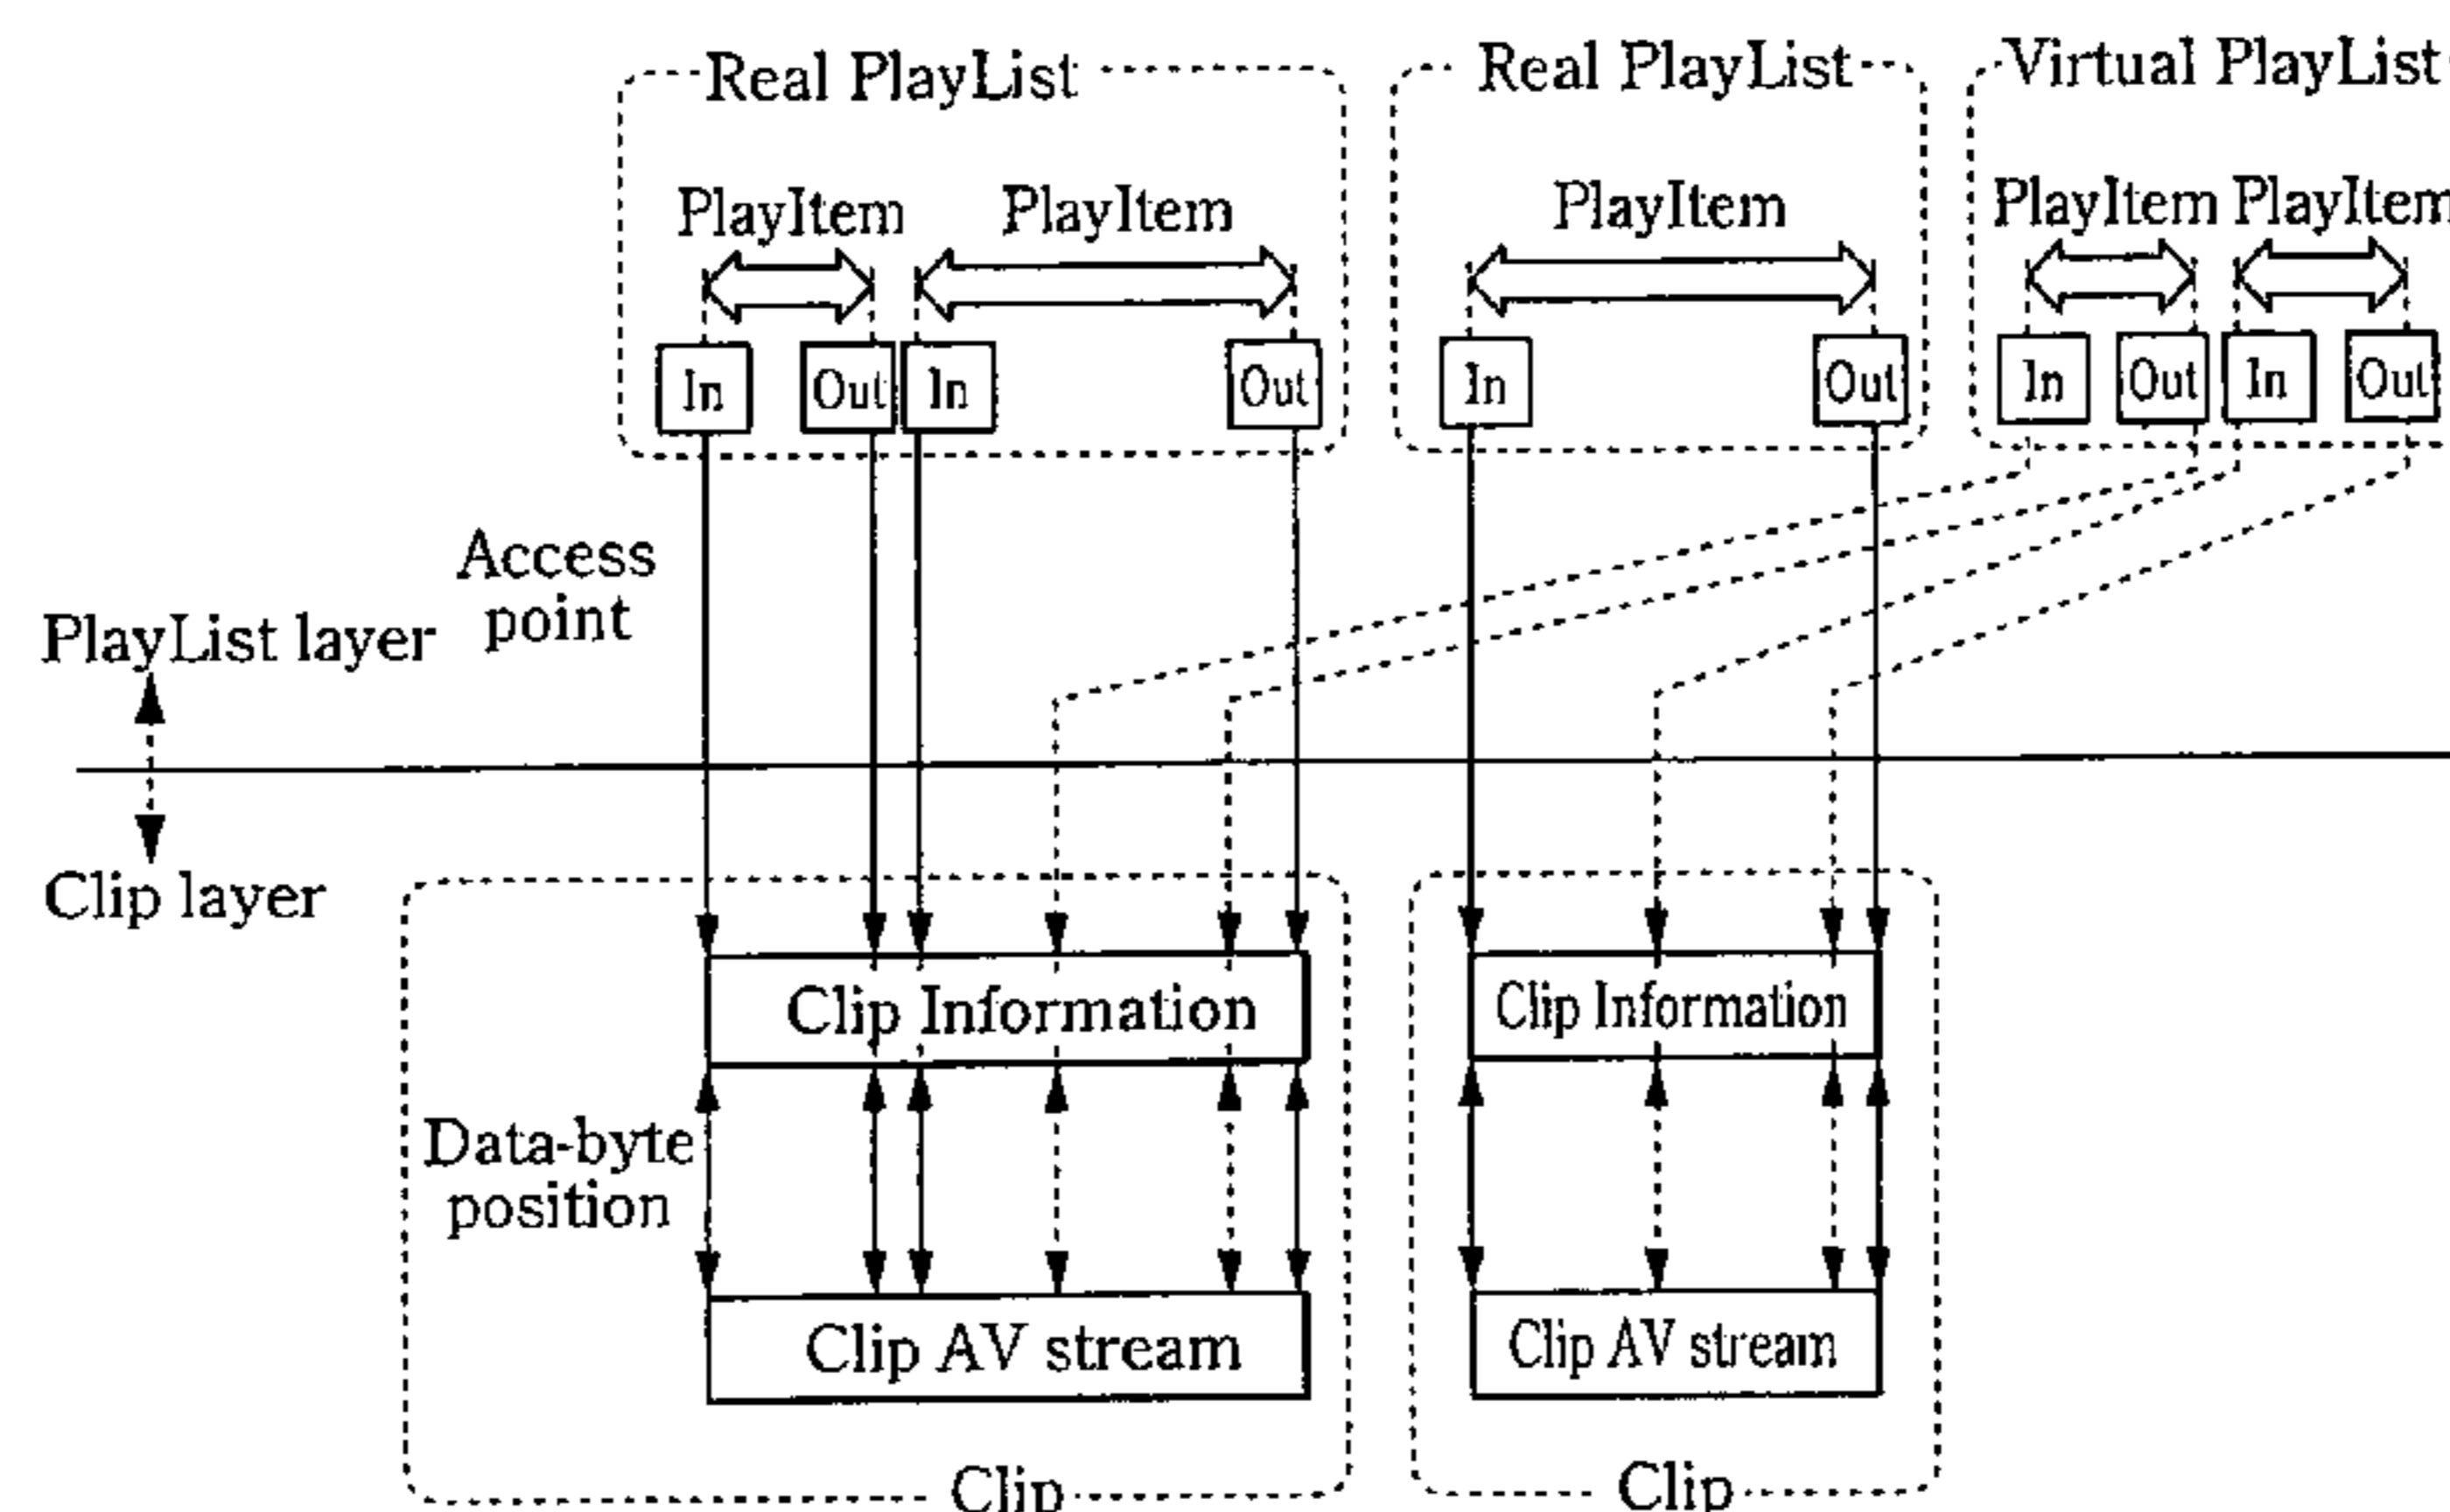 Real PlayList
Real PlayList
Virtual PlayList
PlayItem
PlayItem
PlayItem
PlayItem
PlayItem
In
Out
In
Out
In
Out
In
Out
In
Out
Access
point
PlayList layer
Clip layer
Clip Information
Clip Information
Data-byte
position
Clip AV stream
Clip AV stream
Clip
Clip